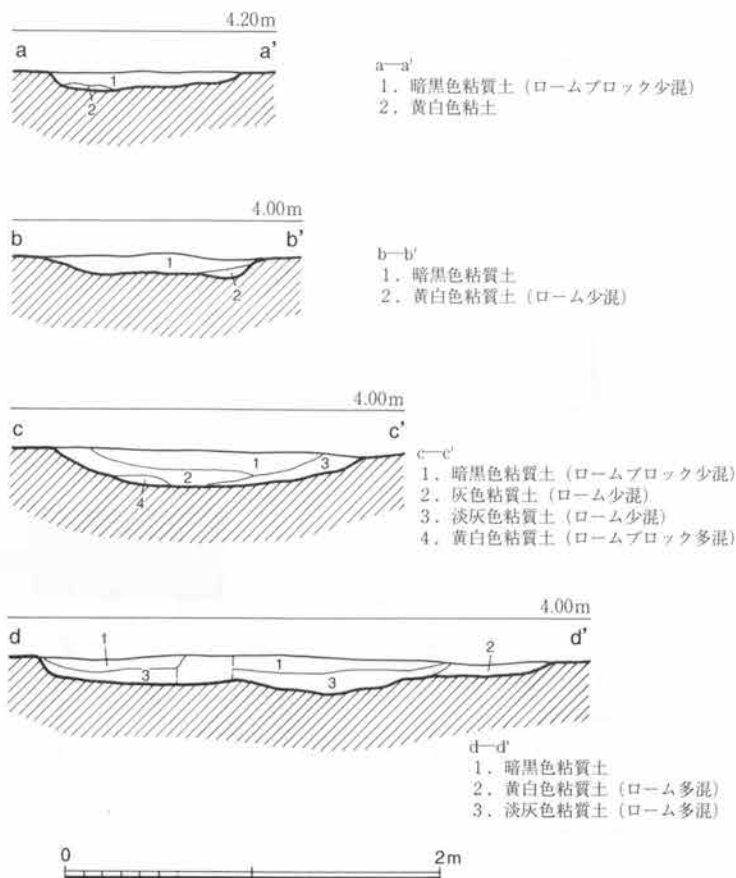 4.20m
a a'
1
2
a—a'
1．暗黒色粘質土（ロームブロック少混）
2．黄白色粘土
4.00m
b b'
1
2
b—b'
1．暗黒色粘質土
2．黄白色粘質土（ローム少混）
4.00m
c c'
1
3
2
4
c—c'
1．暗黒色粘質土（ロームブロック少混）
2．灰色粘質土（ローム少混）
3．淡灰色粘質土（ローム少混）
4．黄白色粘質土（ロームブロック多混）
4.00m
d d'
1 1 2
3 3
d—d'
1．暗黒色粘質土
2．黄白色粘質土（ローム多混）
3．淡灰色粘質土（ローム多混）
0 2m